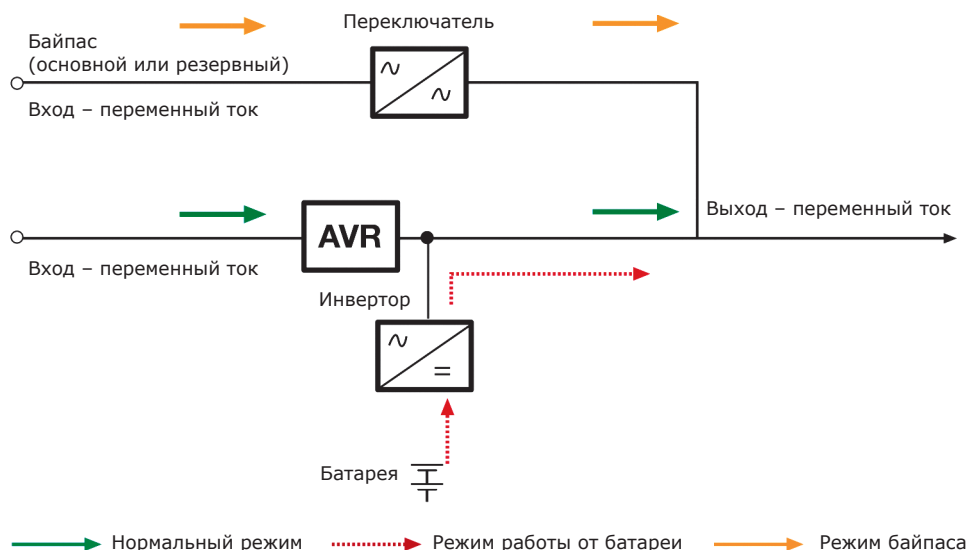 Переключатель
Байпас
(основной или резервный)
Вход – переменный ток
Выход – переменный ток
AVR
Вход – переменный ток
Инвертор
Батарея
Нормальный режим
Режим работы от батареи
Режим байпаса